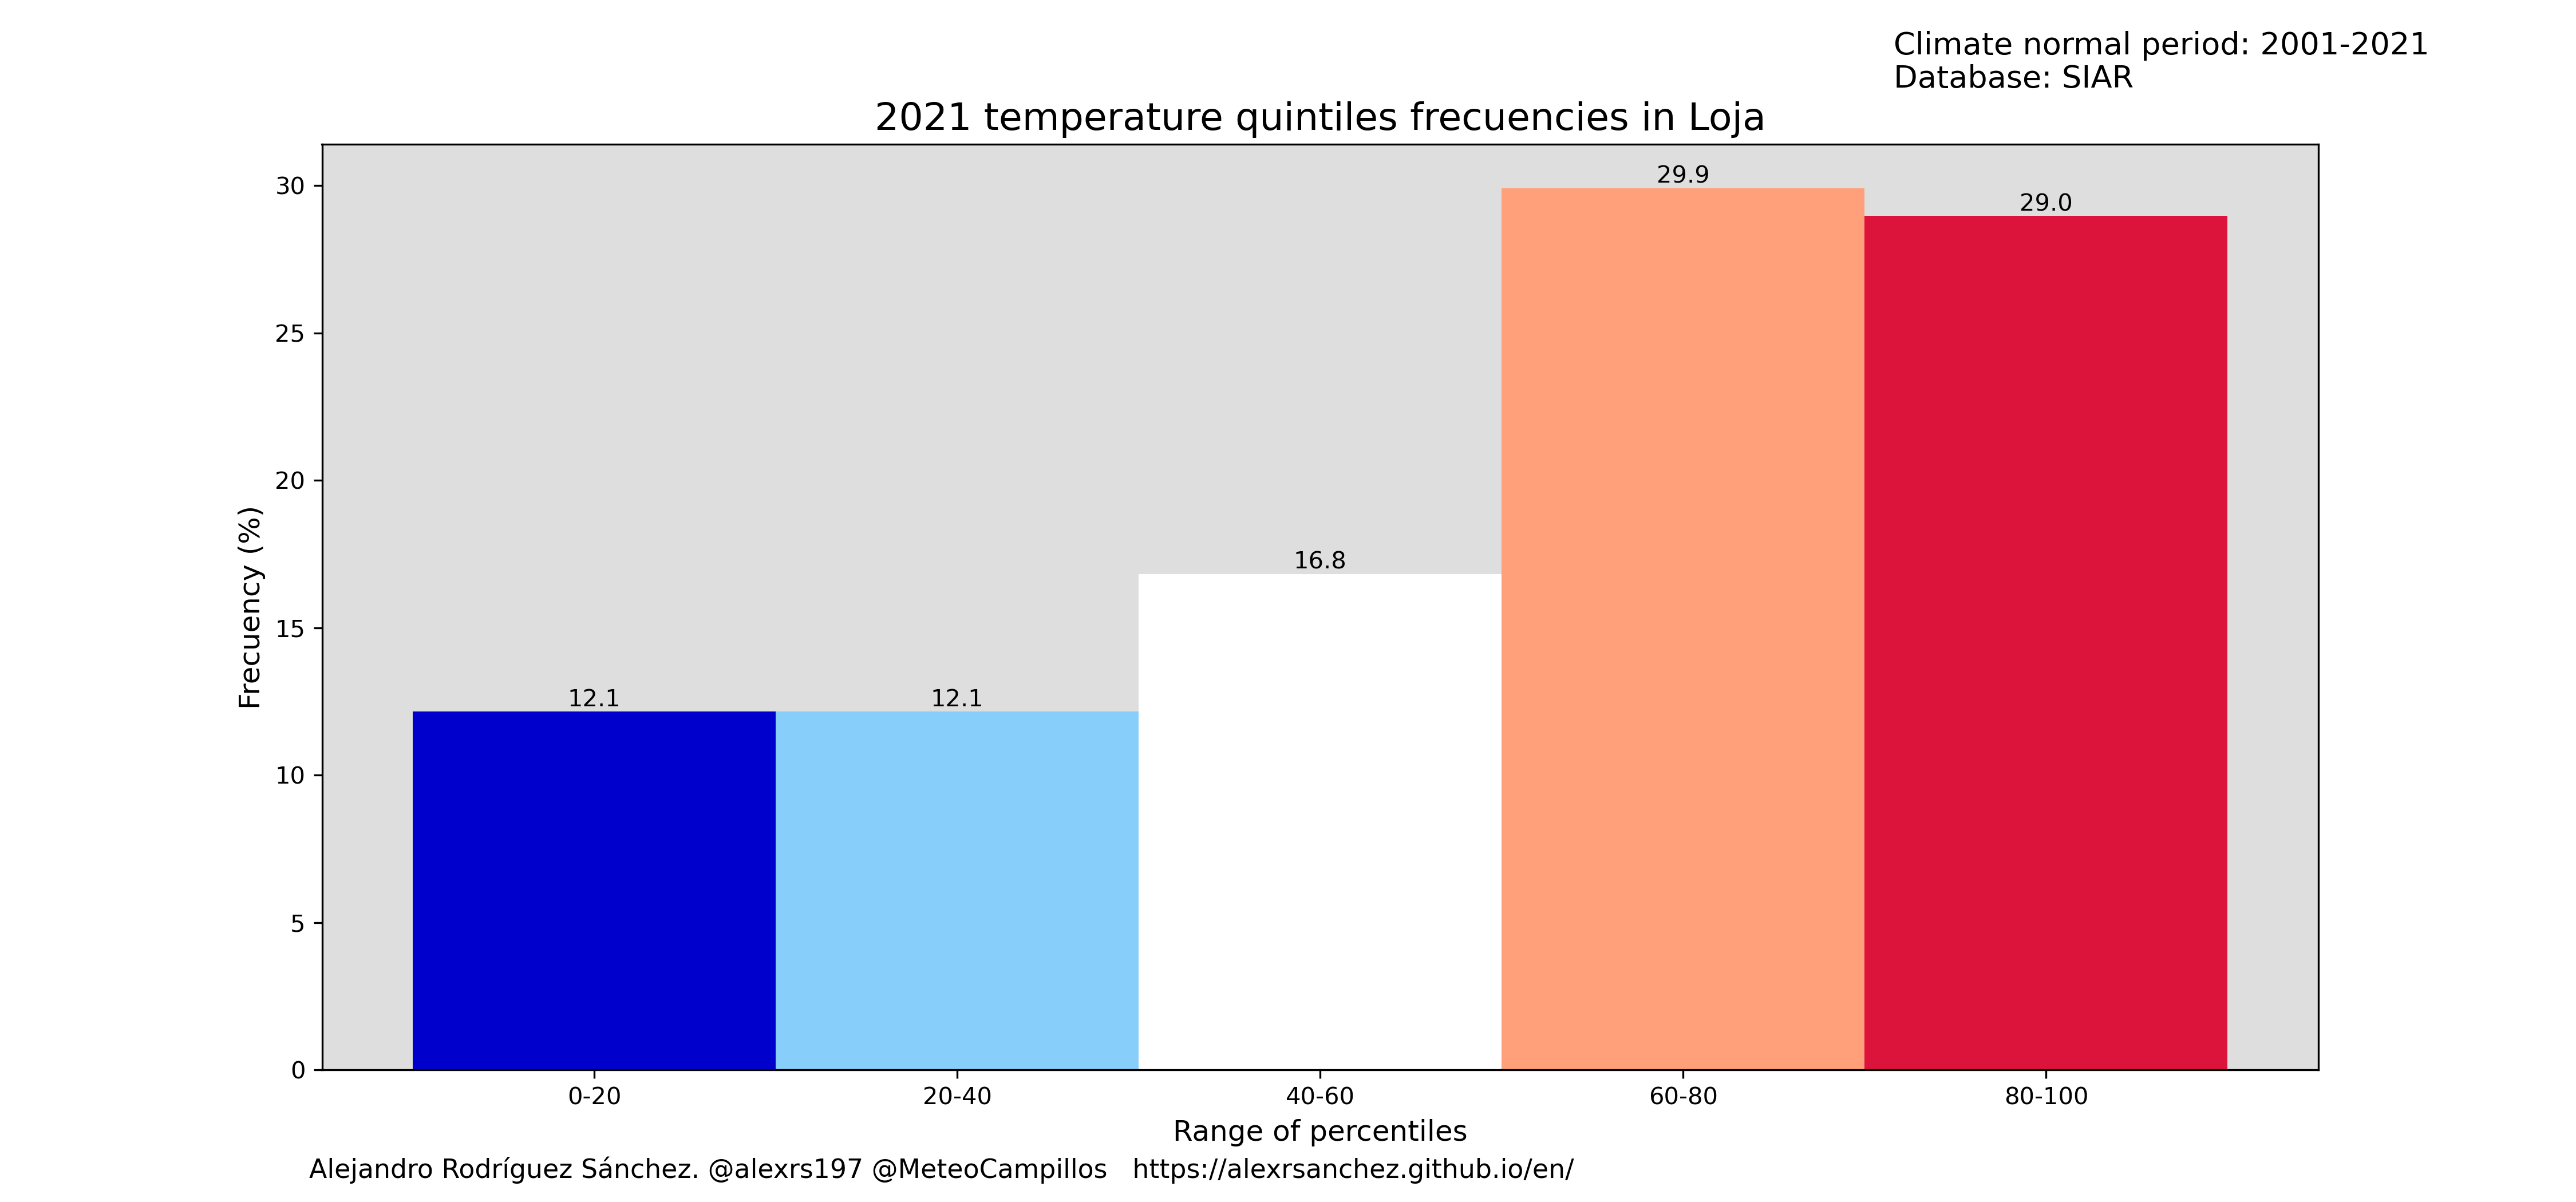 Climate normal period: 2001-2021
Database: SIAR
2021 temperature quintiles frecuencies in Loja
30
25
20
15
10
5
0
Frecuency (%)
12.1
12.1
16.8
29.9
29.0
0-20
20-40
40-60
60-80
80-100
Range of percentiles
Alejandro Rodríguez Sánchez. @alexrs197 @MeteoCampillos https://alexrsanchez.github.io/en/